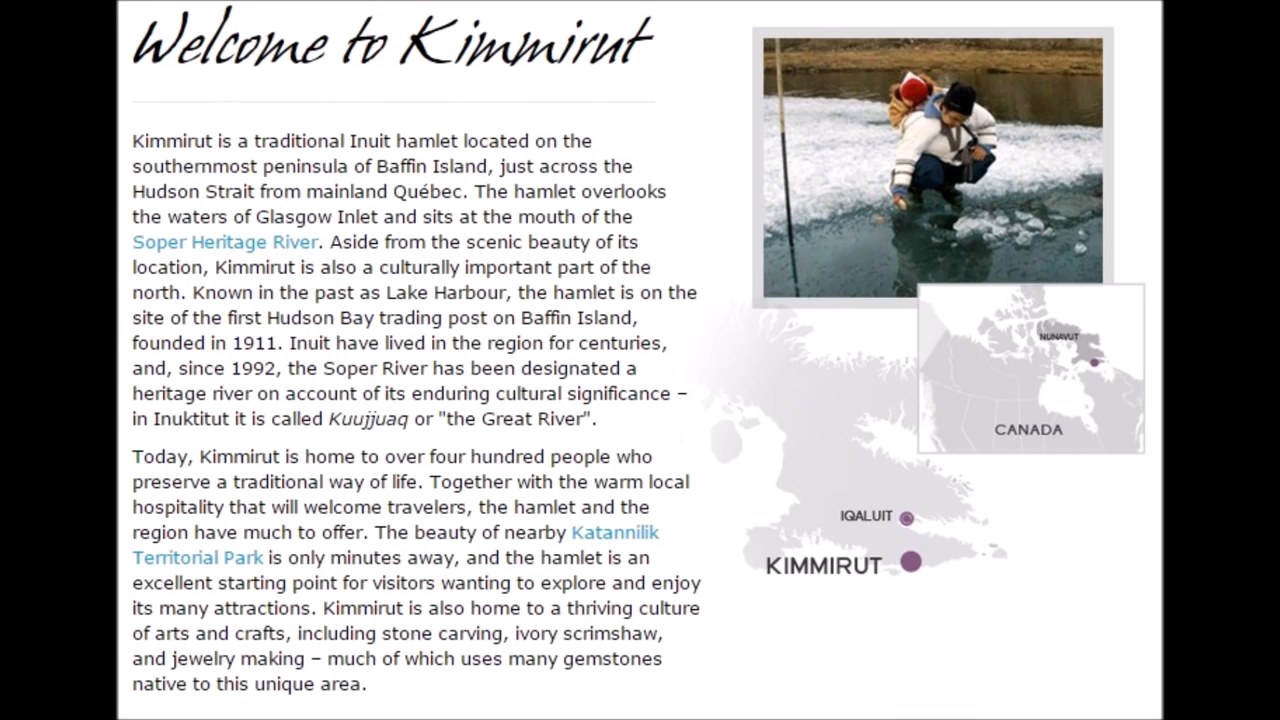 Welcome to Kimmirut
Kimmirut is a traditional Inuit hamlet located on the
southernmost peninsula of Baffin Island, just across the
Hudson Strait from mainland Québec. The hamlet overlooks
the waters of Glasgow Inlet and sits at the mouth of the
Soper Heritage River. Aside from the scenic beauty of its
location, Kimmirut is also a culturally important part of the
north. Known in the past as Lake Harbour, the hamlet is on the
site of the first Hudson Bay trading post on Baffin Island,
founded in 1911. Inuit have lived in the region for centuries,
and, since 1992, the Soper River has been designated a
heritage river on account of its enduring cultural significance –
in Inuktitut it is called Kuujjuaq or "the Great River".
Today, Kimmirut is home to over four hundred people who
preserve a traditional way of life. Together with the warm local
hospitality that will welcome travelers, the hamlet and the
region have much to offer. The beauty of nearby Katannilik
Territorial Park is only minutes away, and the hamlet is an
excellent starting point for visitors wanting to explore and enjoy
its many attractions. Kimmirut is also home to a thriving culture
of arts and crafts, including stone carving, ivory scrimshaw,
and jewelry making – much of which uses many gemstones
native to this unique area.
NUNAVUT
CANADA
IQALUIT
KIMMIRUT